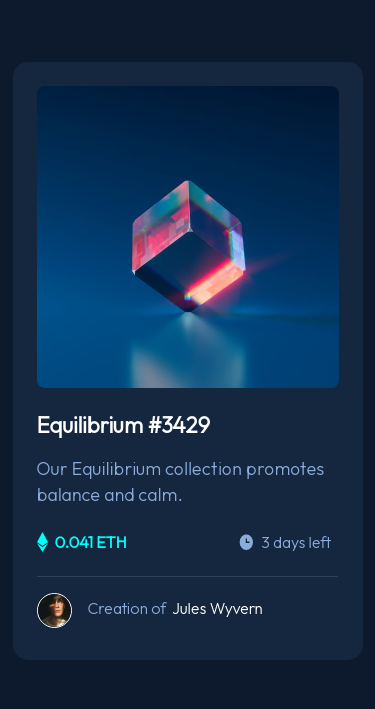 Equilibrium #3429
Our Equilibrium collection promotes
balance and calm.
0.041 ETH
3 days left
Creation of Jules Wyvern